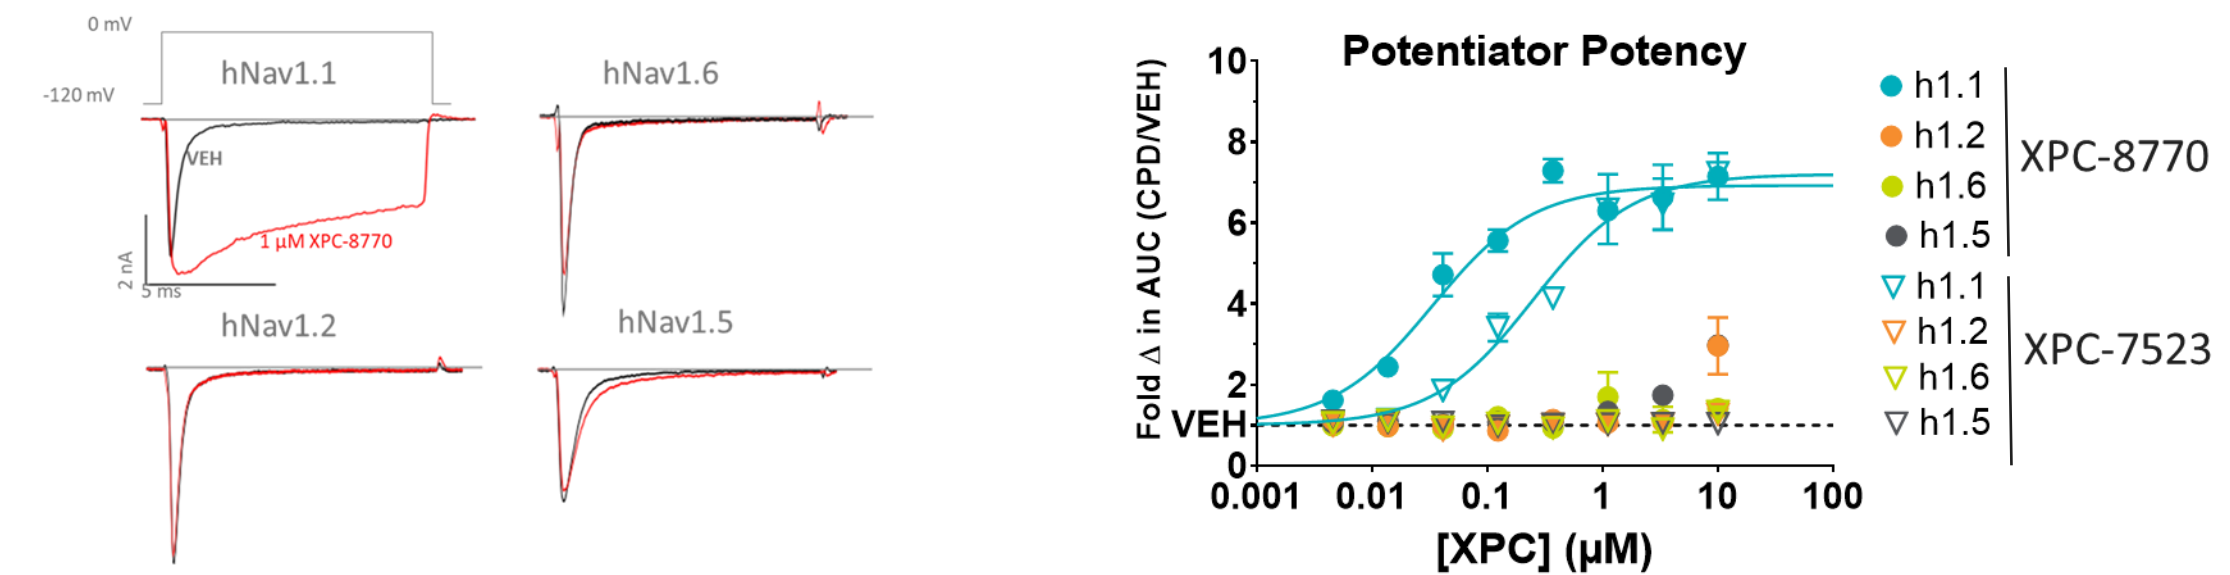 0 mV
-120 mV
hNav1.1
VEH
1 µM XPC-8770
2 nA
5 ms
hNav1.6
hNav1.2
hNav1.5
Potentiator Potency
Fold Δ in AUC (CPD/VEH)
10
8
6
4
2
VEH
0
0.001 0.01 0.1 1 10 100
[XPC] (µM)
h1.1
h1.2
h1.6
h1.5
XPC-8770
h1.1
h1.2
h1.6
h1.5
XPC-7523